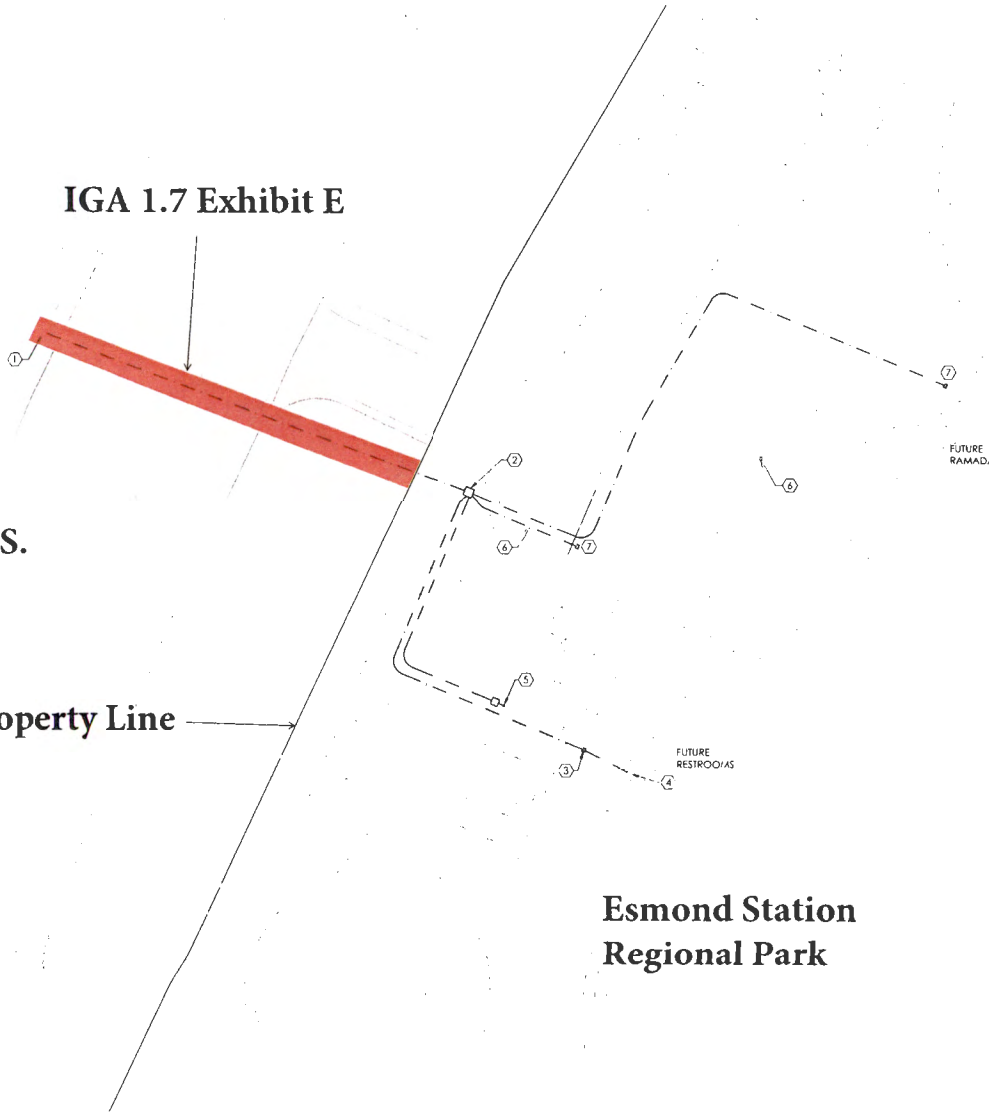 IGA 1.7 Exhibit E
1
7
FUTURE
2
6
6
7
S.
5
operty Line
FUTURE
RESTROOMS
3
4
Esmond Station
Regional Park